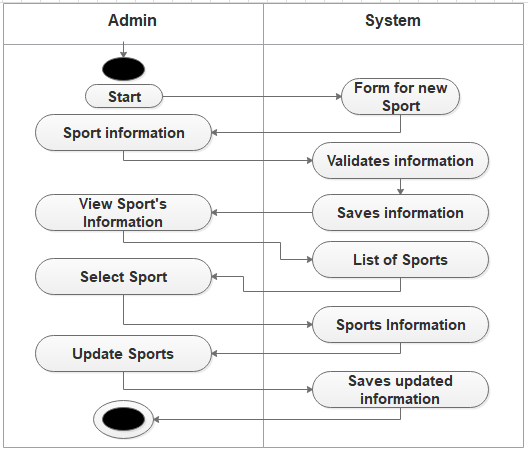 Admin
System
Start
Form for new
Sport
Sport information
Validates information
View Sport's
Information
Saves information
List of Sports
Select Sport
Sports Information
Update Sports
Saves updated
information